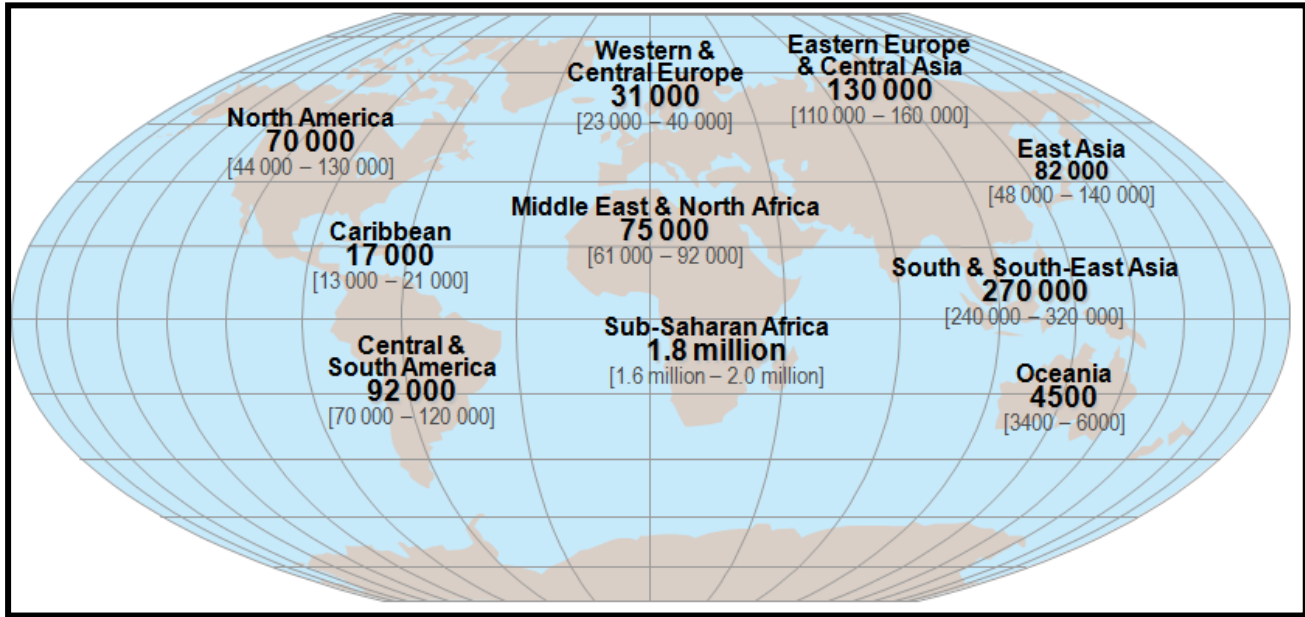 Western &
Central Europe
31 000
[23 000 – 40 000]
Eastern Europe
& Central Asia
130 000
[110 000 – 160 000]
North America
70 000
[44 000 – 130 000]
East Asia
82 000
[48 000 – 140 000]
Middle East & North Africa
75 000
[61 000 – 92 000]
Caribbean
17 000
[13 000 – 21 000]
South & South-East Asia
270 000
[240 000 – 320 000]
Sub-Saharan Africa
1.8 million
[1.6 million – 2.0 million]
Central &
South America
92 000
[70 000 – 120 000]
Oceania
4500
[3400 – 6000]